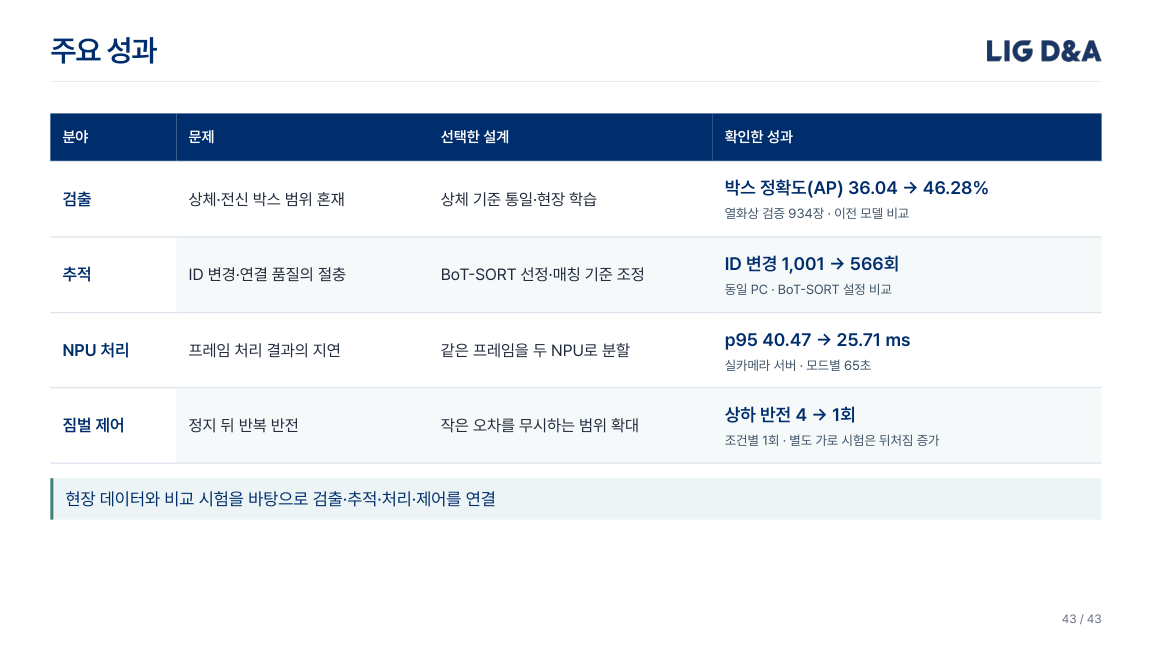 주요 성과
LIG D&A
분야 문제 선택한 설계 확인한 성과
검출 상체·전신 박스 범위 혼재 상체 기준 통일·현장 학습 박스 정확도(AP) 36.04 → 46.28%
열화상 검증 934장 · 이전 모델 비교
추적 ID 변경·연결 품질의 절충 BoT-SORT 선정·매칭 기준 조정 ID 변경 1,001 → 566회
동일 PC · BoT-SORT 설정 비교
NPU 처리 프레임 처리 결과의 지연 같은 프레임을 두 NPU로 분할 p95 40.47 → 25.71 ms
실카메라 서버 · 모드별 65초
짐벌 제어 정지 뒤 반복 반전 작은 오차를 무시하는 범위 확대 상하 반전 4 → 1회
조건별 1회 · 별도 가로 시험은 뒤처짐 증가
현장 데이터와 비교 시험을 바탕으로 검출·추적·처리·제어를 연결
43 / 43